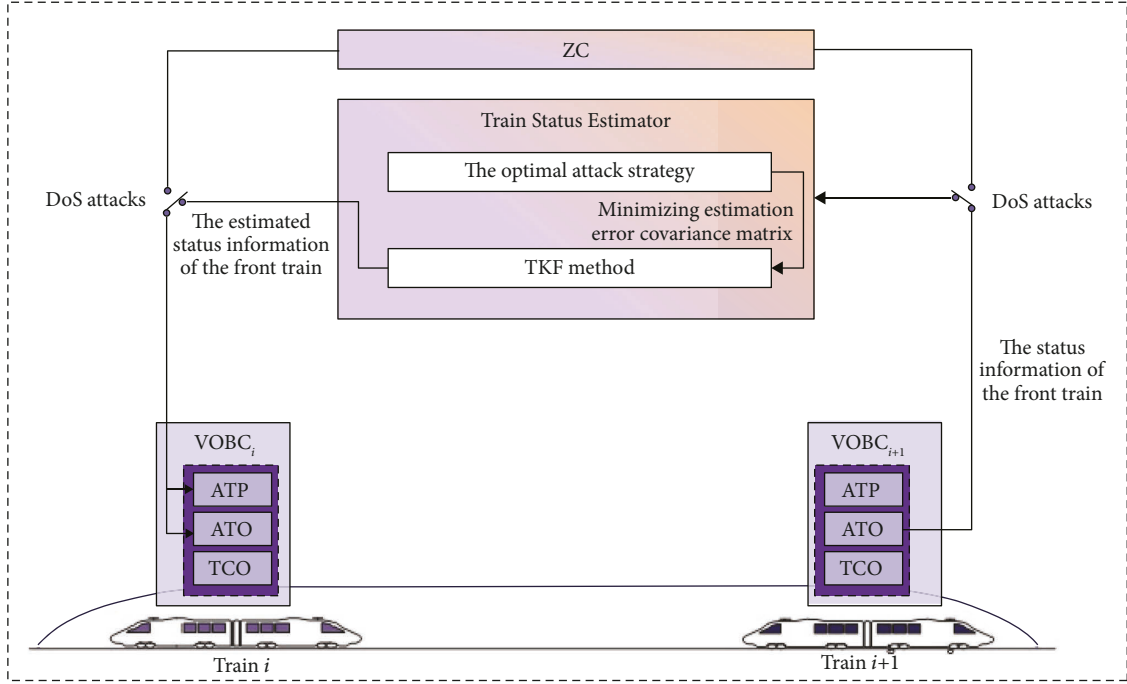 ZC
Train Status Estimator
The optimal attack strategy
Minimizing estimation
error covariance matrix
TKF method
DoS attacks
The estimated
status information
of the front train
DoS attacks
The status
information of
the front train
VOBCi
ATP
ATO
TCO
VOBCi+1
ATP
ATO
TCO
Train i
Train i+1